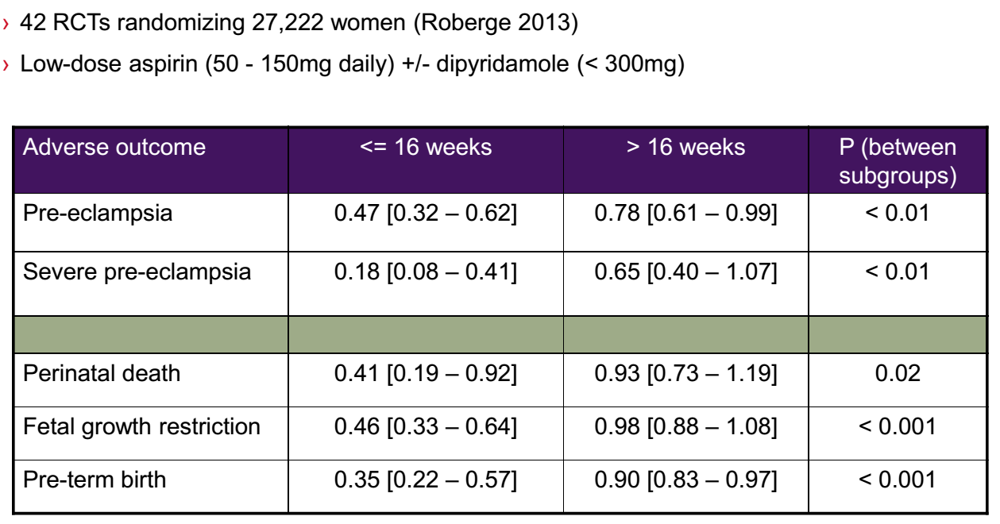 › 42 RCTs randomizing 27,222 women (Roberge 2013)
› Low-dose aspirin (50 - 150mg daily) +/- dipyridamole (< 300mg)
Adverse outcome <= 16 weeks > 16 weeks P (between
subgroups)
Pre-eclampsia 0.47 [0.32 – 0.62] 0.78 [0.61 – 0.99] < 0.01
Severe pre-eclampsia 0.18 [0.08 – 0.41] 0.65 [0.40 – 1.07] < 0.01
Perinatal death 0.41 [0.19 – 0.92] 0.93 [0.73 – 1.19] 0.02
Fetal growth restriction 0.46 [0.33 – 0.64] 0.98 [0.88 – 1.08] < 0.001
Pre-term birth 0.35 [0.22 – 0.57] 0.90 [0.83 – 0.97] < 0.001